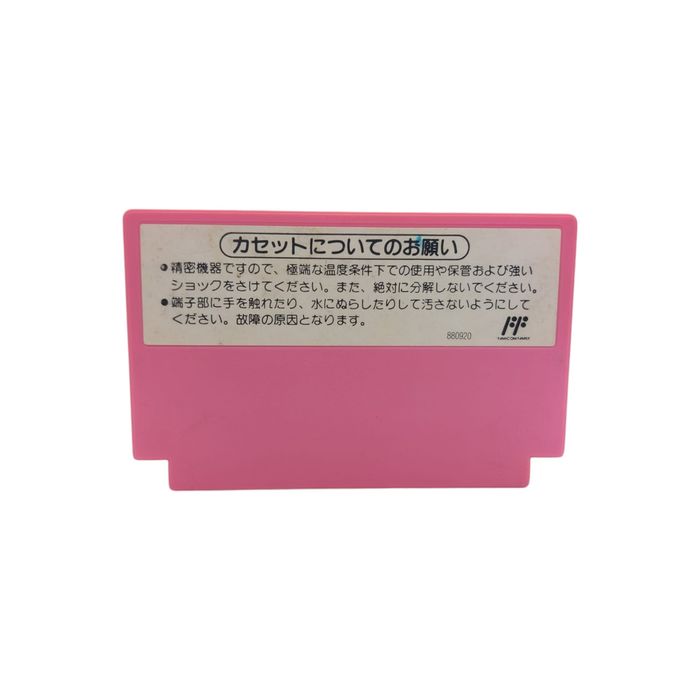 カセットについてのお願い
●精密機器ですので、極端な温度条件下での使用や保管および強い
ショックをさけてください。また、絶対に分解しないでください。
●端子部に手を触れたり、水にぬらしたりして汚さないようにして
ください。故障の原因となります。
880920
FAMICOM FAMILY